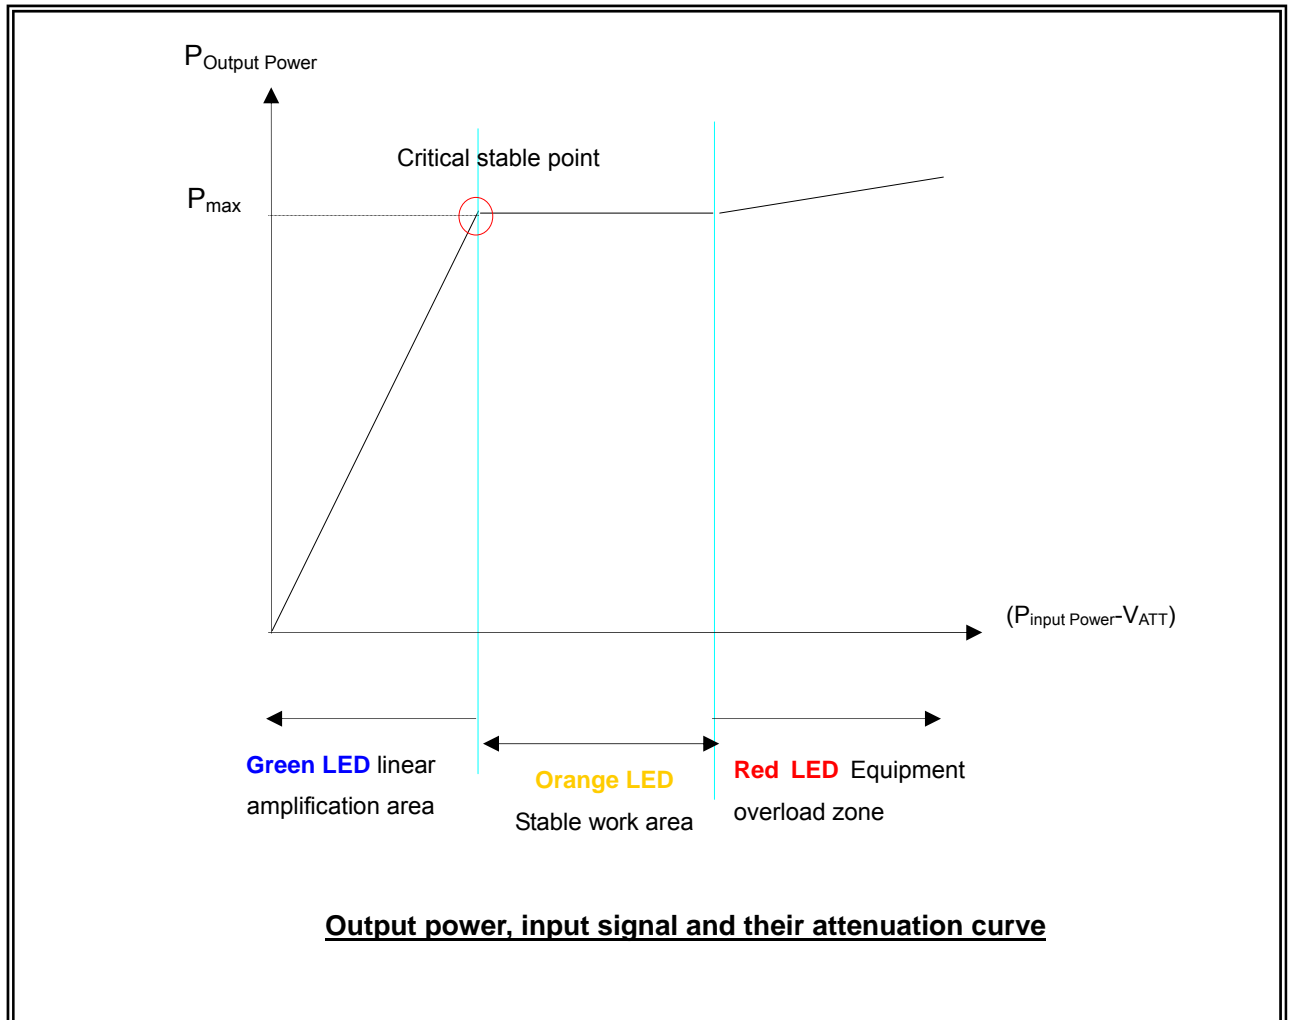 P Output Power
Critical stable point
Pmax
(Pinput Power-VATT)
Green LED linear
amplification area
Orange LED
Stable work area
Red LED Equipment
overload zone
Output power, input signal and their attenuation curve